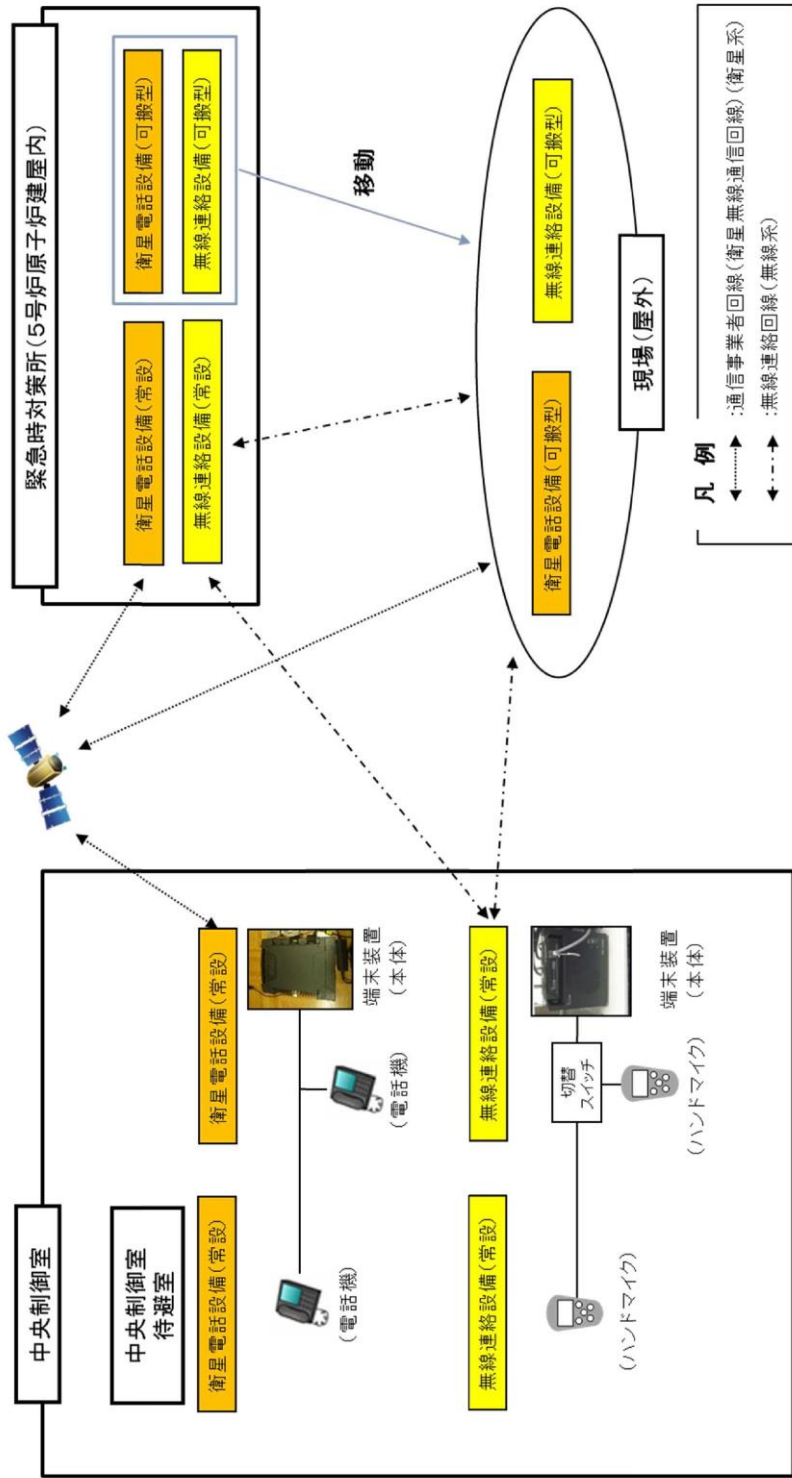 中央制御室
中央制御室
待避室
衛星電話設備(常設)
衛星電話設備(常設)
端末装置
(本体)
(電話機)
(電話機)
無線連絡設備(常設)
無線連絡設備(常設)
端末装置
(本体)
切替
スイッチ
(ハンドマイク)
(ハンドマイク)
緊急時対策所(5号炉原子炉建屋内)
衛星電話設備(常設)
衛星電話設備(可搬型)
無線連絡設備(常設)
無線連絡設備(可搬型)
移動
衛星電話設備(可搬型)
無線連絡設備(可搬型)
現場(屋外)
凡 例
:通信事業者回線(衛星無線通信回線)(衛星系)
:無線連絡回線(無線系)